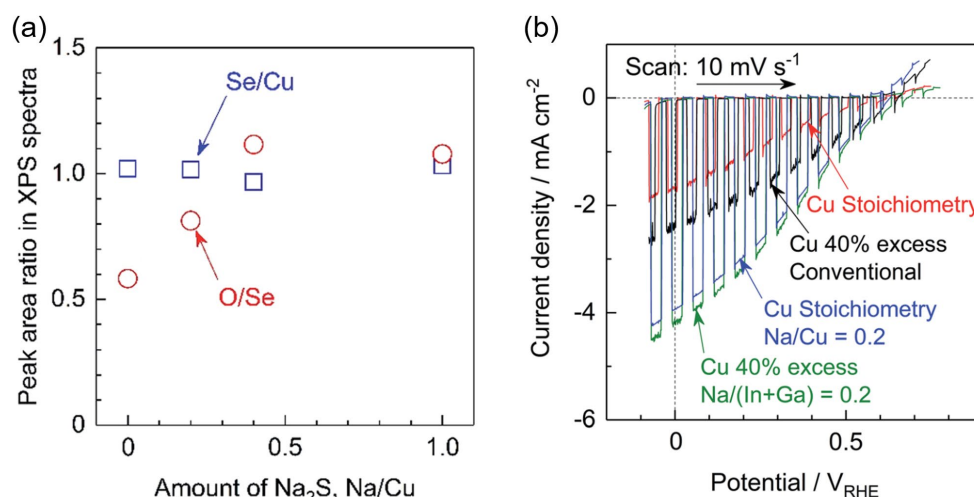 (a)
1.5
1.0
0.5
0
0
0.5
1.0
Peak area ratio in XPS spectra
Se/Cu
O/Se
Amount of Na₂S, Na/Cu
(b)
Scan: 10 mV s⁻¹
0
-2
-4
-6
0
0.5
Current density / mA cm⁻²
Cu Stoichiometry
Cu 40% excess
Conventional
Cu Stoichiometry
Na/Cu = 0.2
Cu 40% excess
Na/(In+Ga) = 0.2
Potential / V_RHE